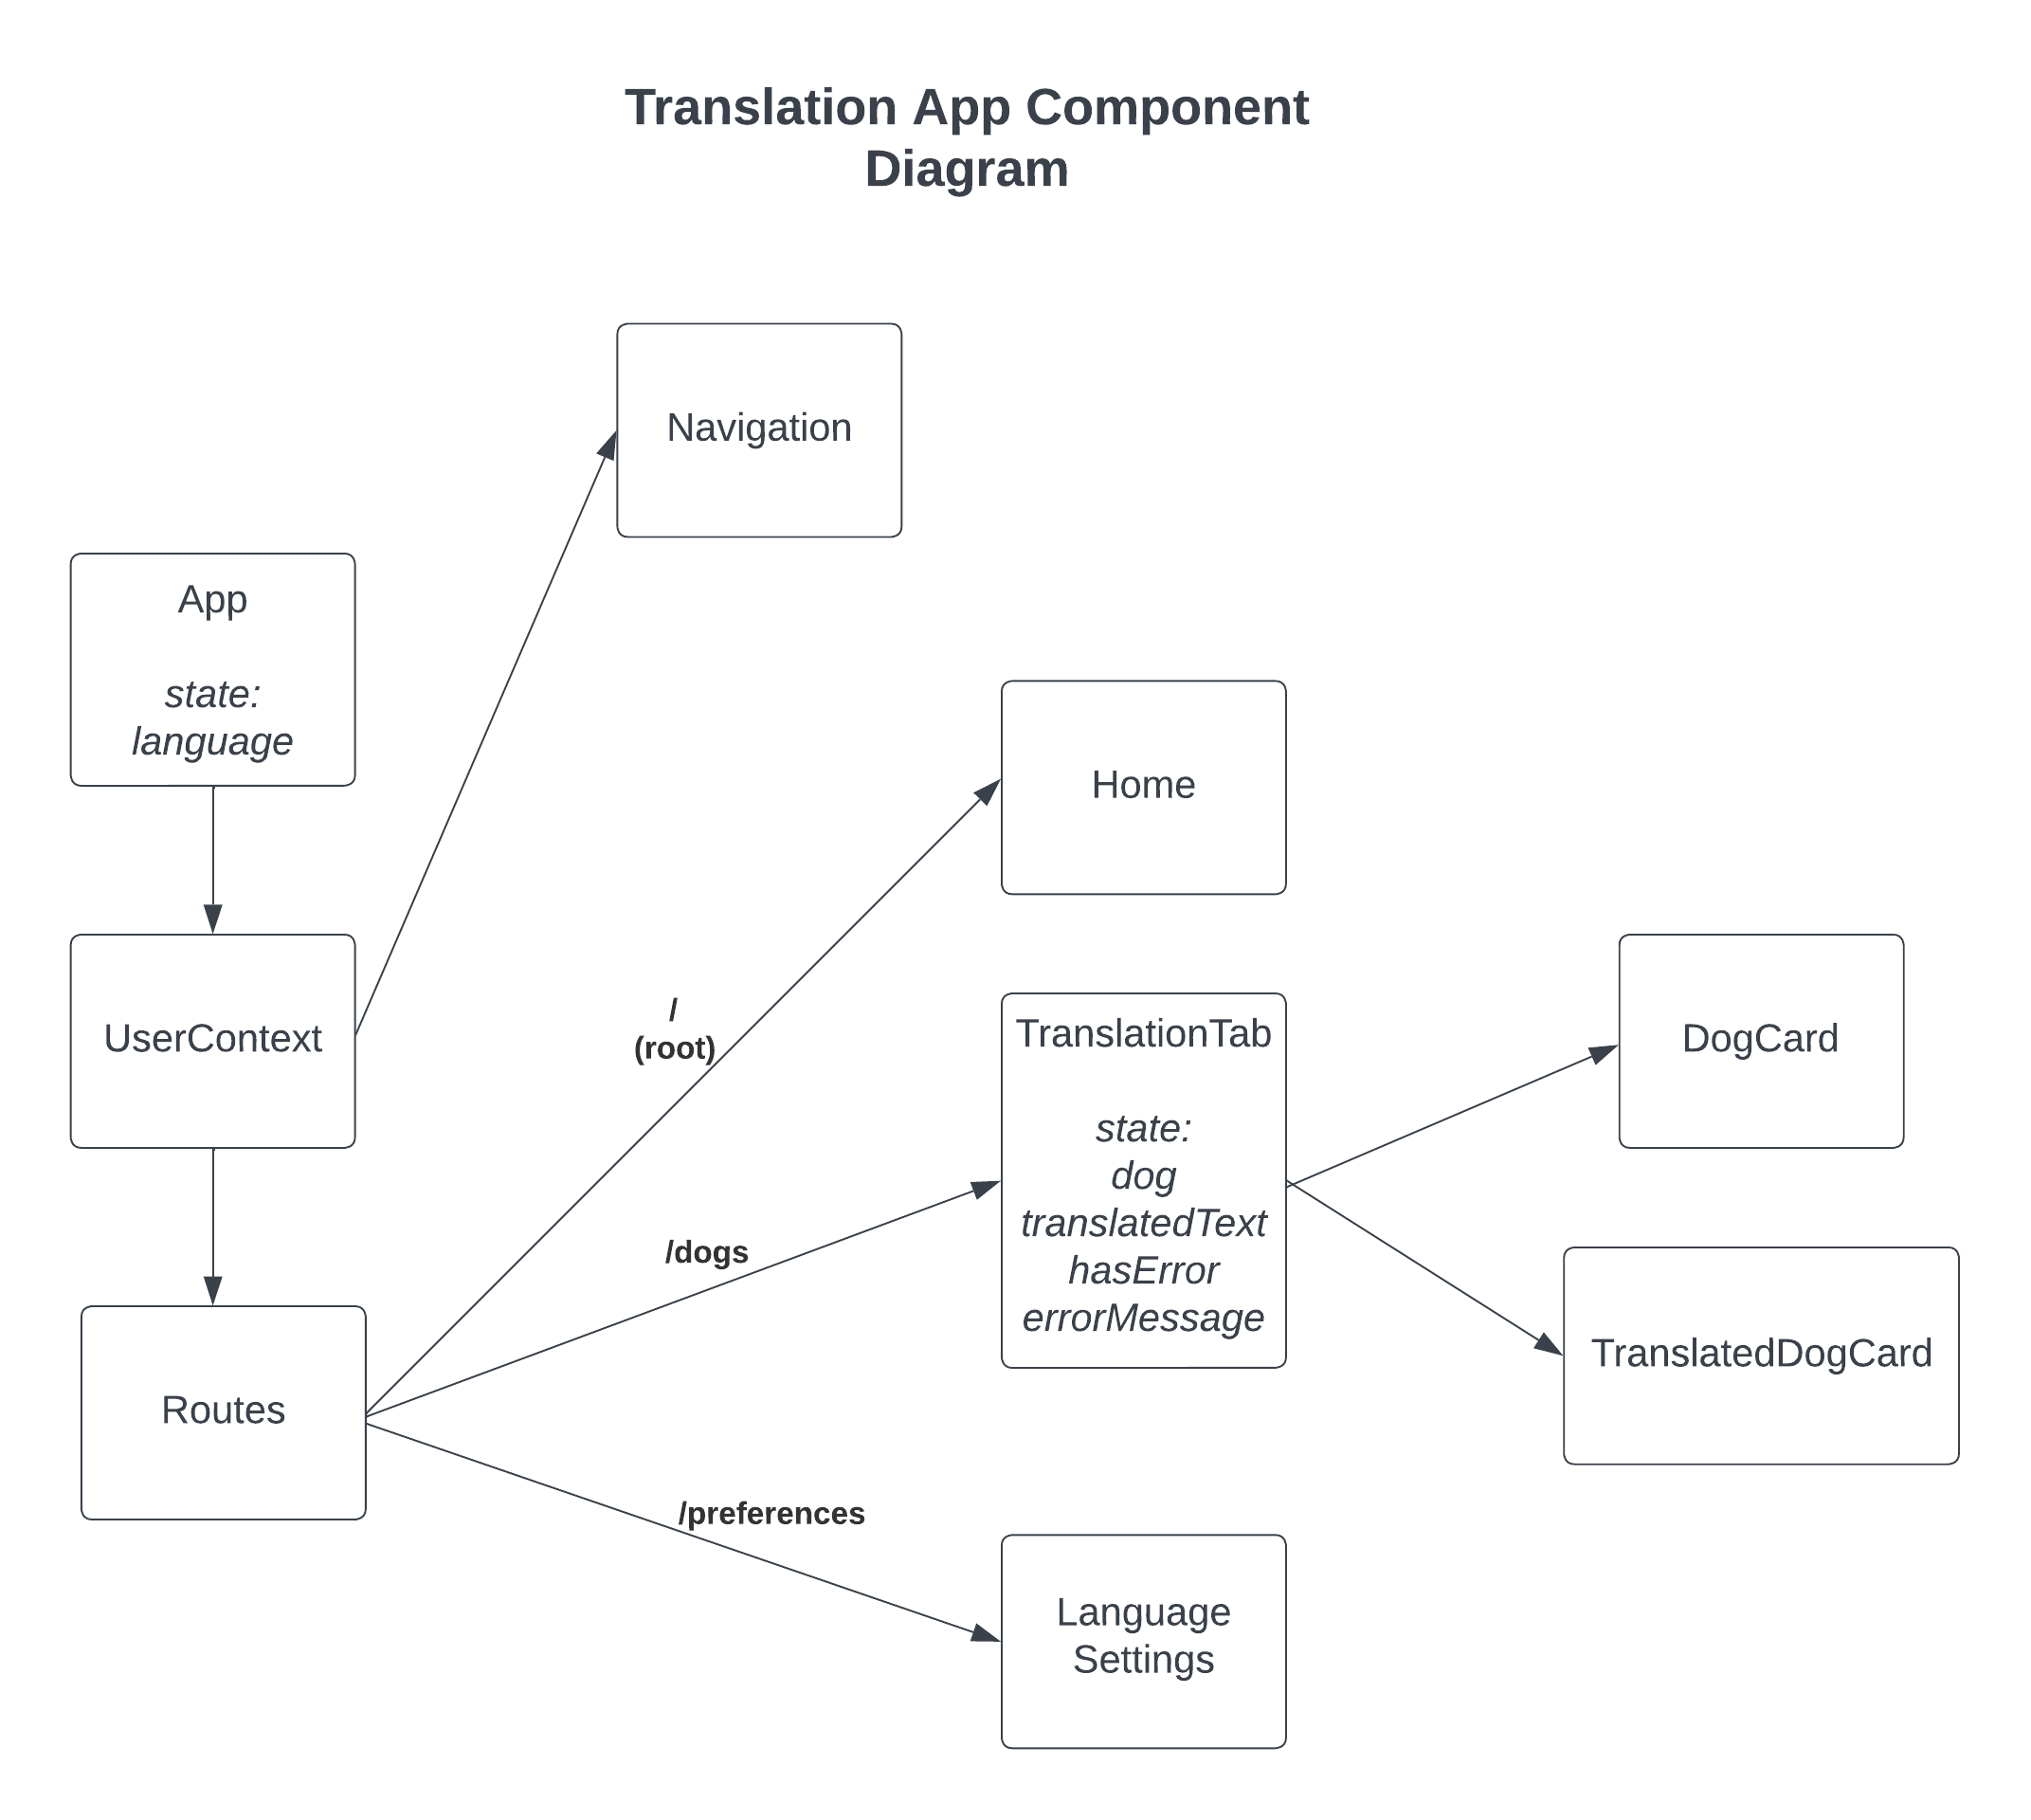 Translation App Component
Diagram
Navigation
App
state:
language
Home
UserContext
/
(root)
TranslationTab
state:
dog
translatedText
hasError
errorMessage
DogCard
/dogs
TranslatedDogCard
Routes
/preferences
Language
Settings